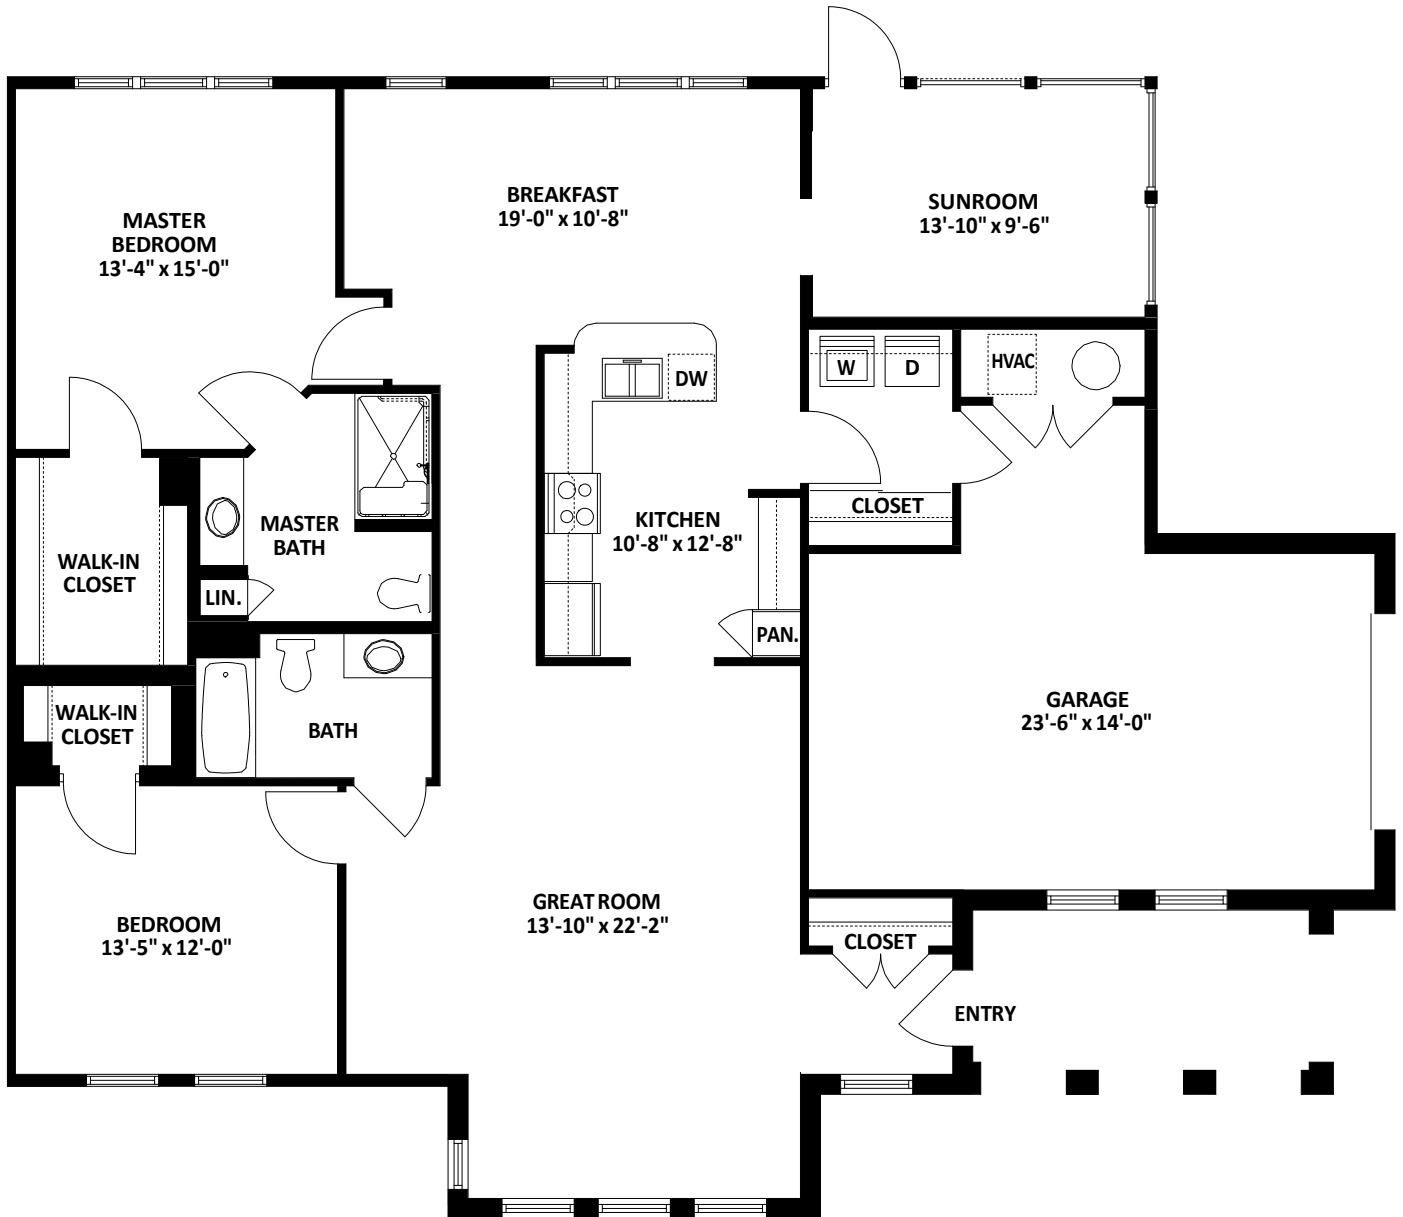 BREAKFAST
19'-0" x 10'-8"
SUNROOM
13'-10" x 9'-6"
MASTER
BEDROOM
13'-4" x 15'-0"
W
D
HVAC
DW
CLOSET
KITCHEN
10'-8" x 12'-8"
MASTER
BATH
WALK-IN
CLOSET
LIN.
PAN.
GARAGE
23'-6" x 14'-0"
WALK-IN
CLOSET
BATH
GREAT ROOM
13'-10" x 22'-2"
BEDROOM
13'-5" x 12'-0"
CLOSET
ENTRY